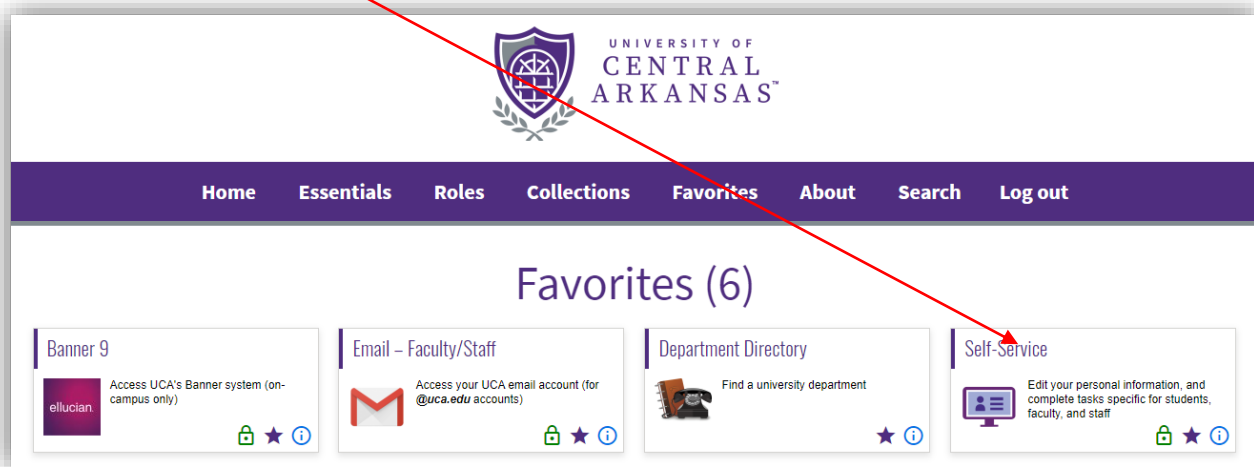 UNIVERSITY OF
CENTRAL
ARKANSAS™
Home Essentials Roles Collections Favorites About Search Log out
Favorites (6)
Banner 9
ellucian.
Access UCA's Banner system (on-
campus only)
Email – Faculty/Staff
Access your UCA email account (for
@uca.edu accounts)
Department Directory
Find a university department
Self-Service
Edit your personal information, and
complete tasks specific for students,
faculty, and staff